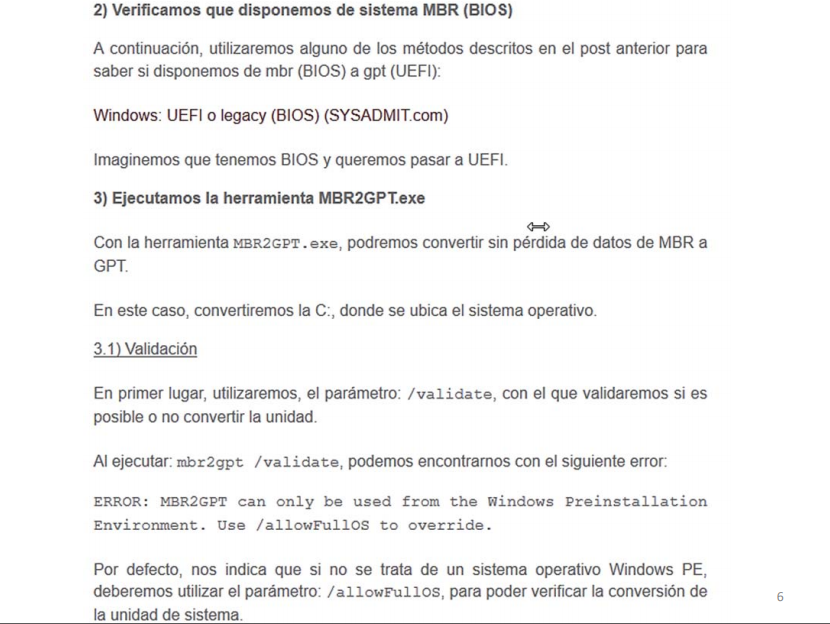 2) Verificamos que disponemos de sistema MBR (BIOS)
A continuación, utilizaremos alguno de los métodos descritos en el post anterior para
saber si disponemos de mbr (BIOS) a gpt (UEFI):
Windows: UEFI o legacy (BIOS) (SYSADMIT.com)
Imaginemos que tenemos BIOS y queremos pasar a UEFI.
3) Ejecutamos la herramienta MBR2GPT.exe
Con la herramienta MBR2GPT.exe, podremos convertir sin pérdida de datos de MBR a
GPT.
En este caso, convertiremos la C:, donde se ubica el sistema operativo.
3.1) Validación
En primer lugar, utilizaremos, el parámetro: /validate, con el que validaremos si es
posible o no convertir la unidad.
Al ejecutar: mbr2gpt /validate, podemos encontrarnos con el siguiente error:
ERROR: MBR2GPT can only be used from the Windows Preinstallation
Environment. Use /allowFullOS to override.
Por defecto, nos indica que si no se trata de un sistema operativo Windows PE,
deberemos utilizar el parámetro: /allowFullOS, para poder verificar la conversión de
la unidad de sistema.
6